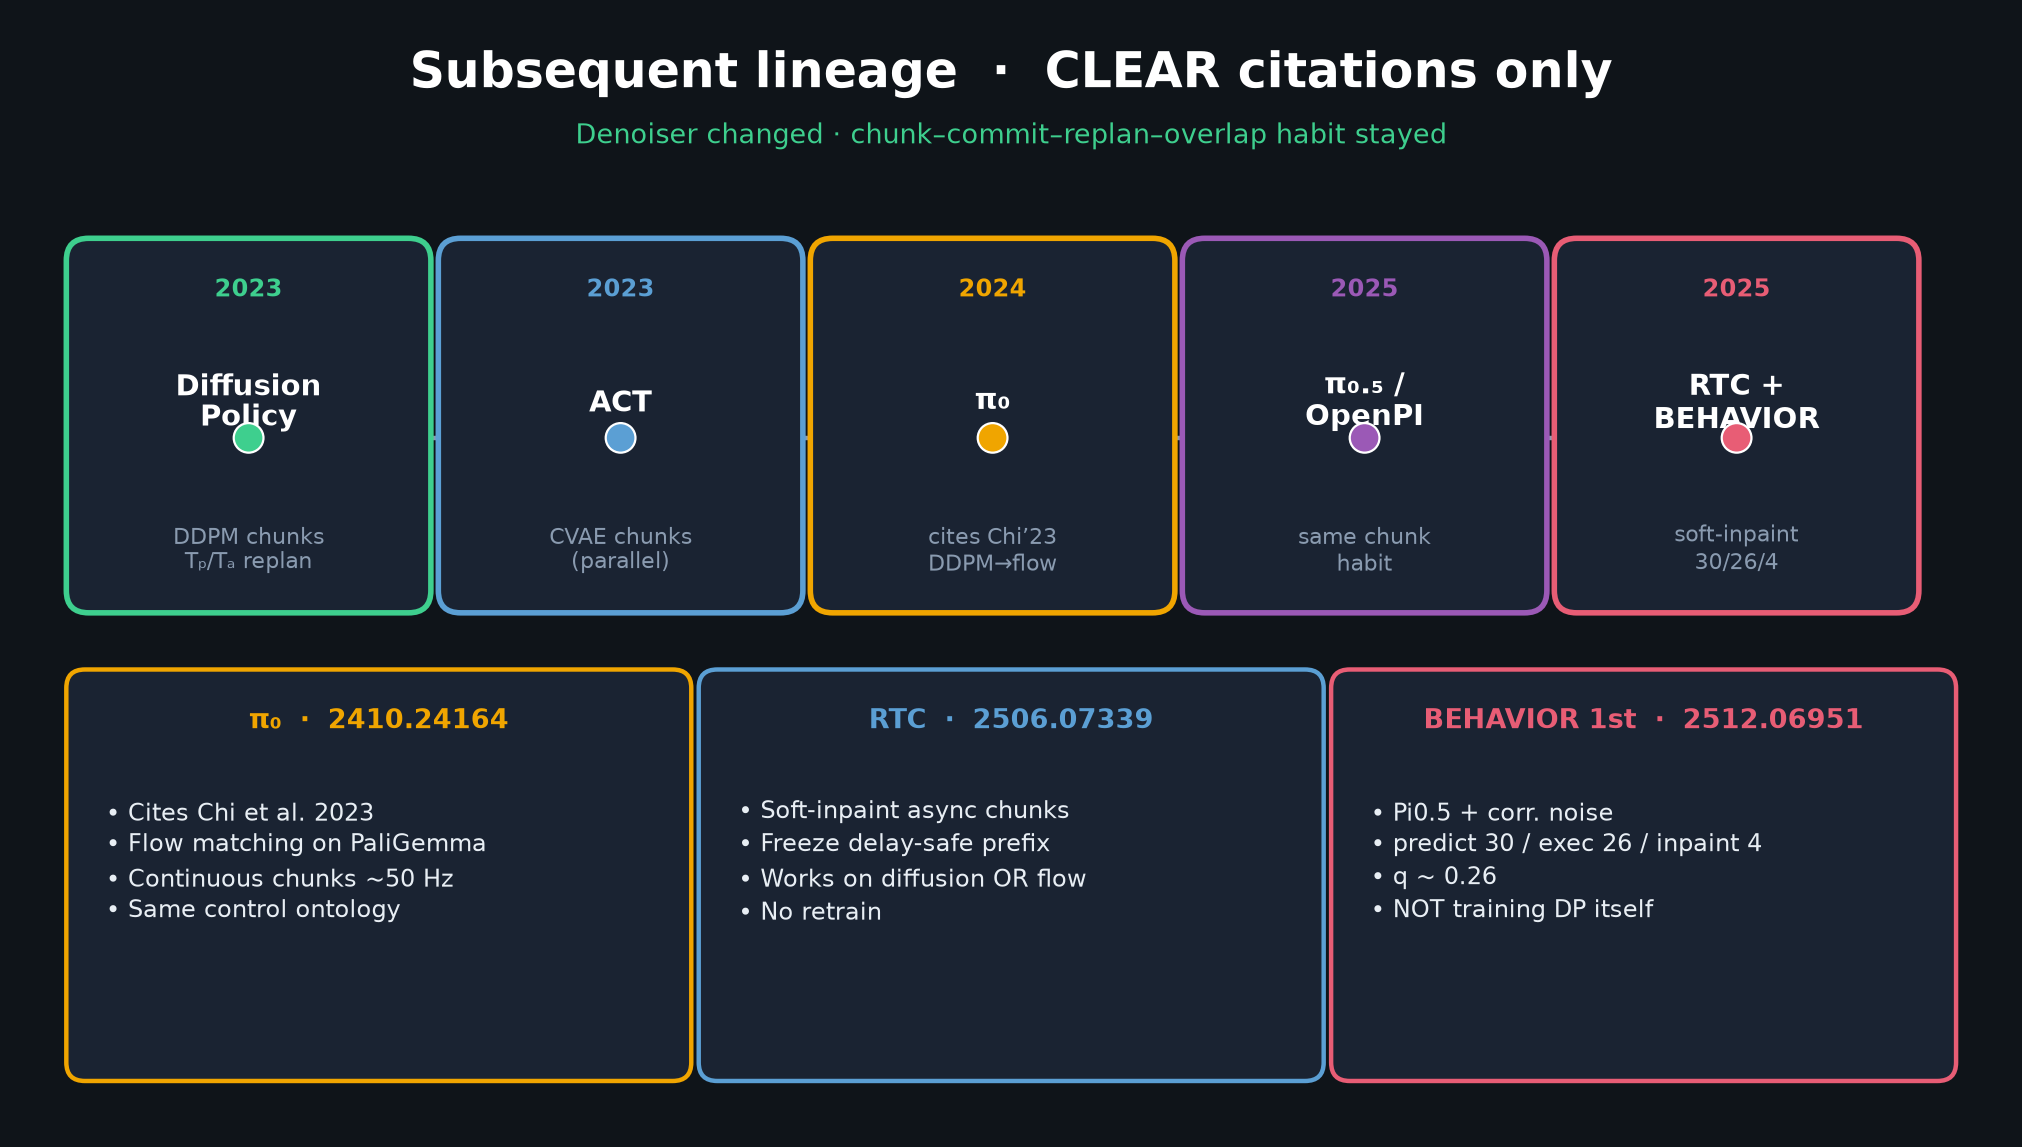 Subsequent lineage · CLEAR citations only
Denoiser changed · chunk–commit–replan–overlap habit stayed
2023
Diffusion
Policy
DDPM chunks
Tₚ/Tₐ replan
2023
ACT
CVAE chunks
(parallel)
2024
π₀
cites Chi’23
DDPM→flow
2025
π₀.₅ /
OpenPI
same chunk
habit
2025
RTC +
BEHAVIOR
soft-inpaint
30/26/4
π₀ · 2410.24164
• Cites Chi et al. 2023
• Flow matching on PaliGemma
• Continuous chunks ~50 Hz
• Same control ontology
RTC · 2506.07339
• Soft-inpaint async chunks
• Freeze delay-safe prefix
• Works on diffusion OR flow
• No retrain
BEHAVIOR 1st · 2512.06951
• Pi0.5 + corr. noise
• predict 30 / exec 26 / inpaint 4
• q ~ 0.26
• NOT training DP itself